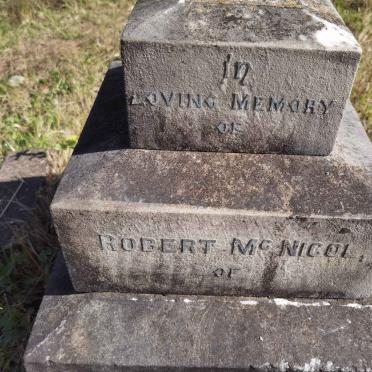 In
LOVING MEMORY
OF
ROBERT McNICOL,
OF